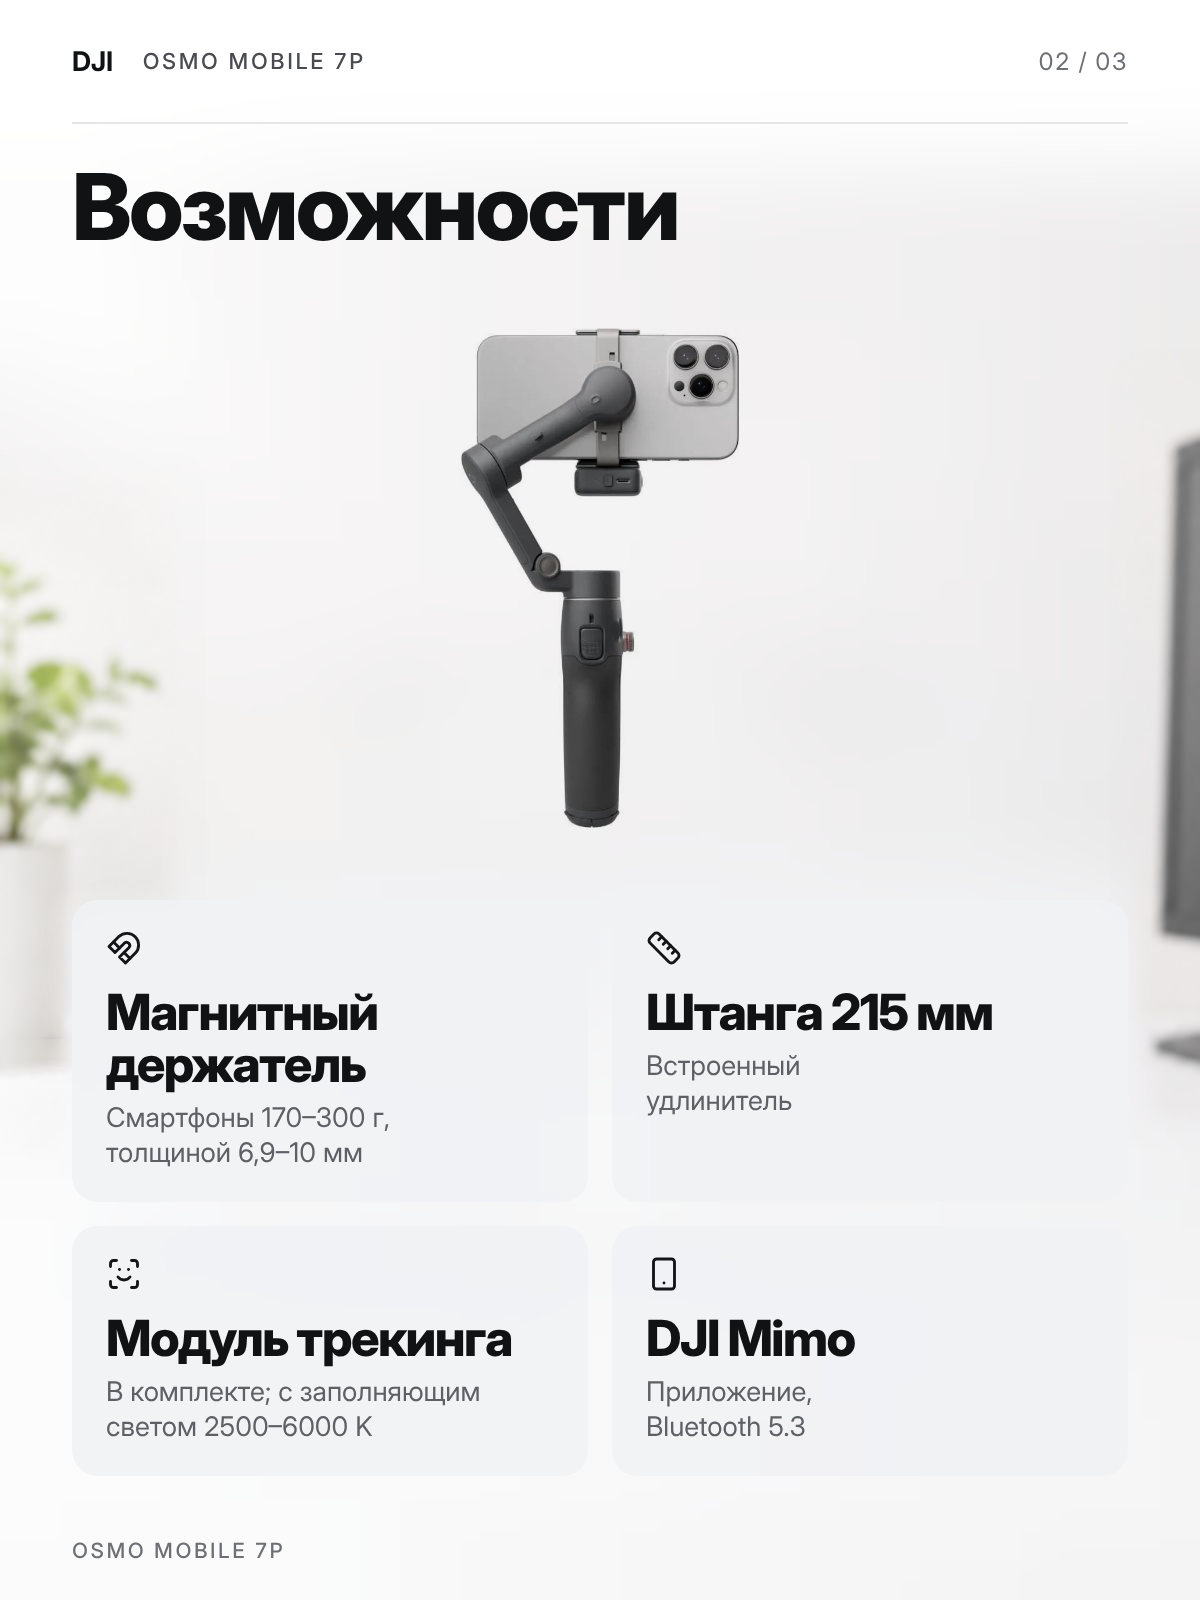 DJI OSMO MOBILE 7P 02 / 03
Возможности
Магнитный
держатель
Смартфоны 170–300 г,
толщиной 6,9–10 мм
Штанга 215 мм
Встроенный
удлинитель
Модуль трекинга
В комплекте; с заполняющим
светом 2500–6000 K
DJI Mimo
Приложение,
Bluetooth 5.3
OSMO MOBILE 7P